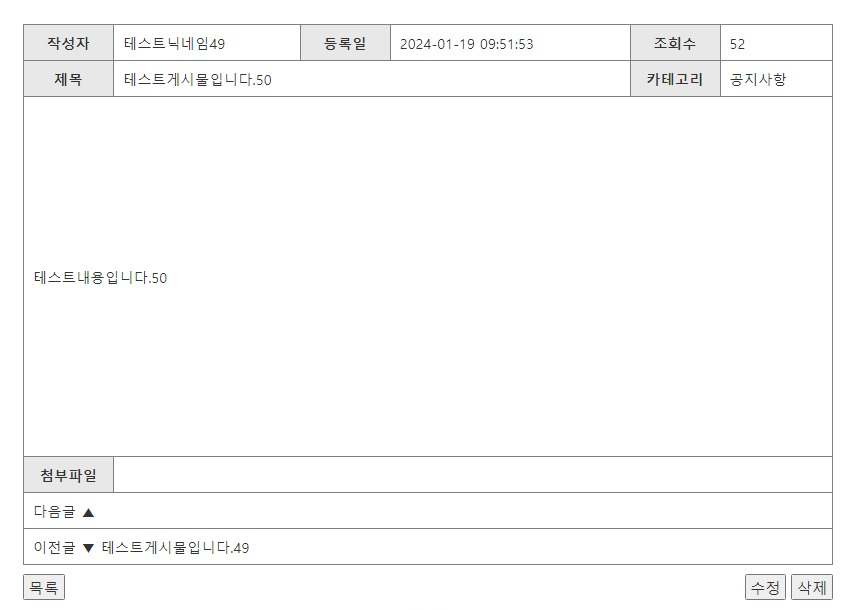 작성자 테스트닉네임49 등록일 2024-01-19 09:51:53 조회수 52
제목 테스트게시물입니다.50 카테고리 공지사항
테스트내용입니다.50
첨부파일
다음글 ▲
이전글 ▼ 테스트게시물입니다.49
목록 수정 삭제